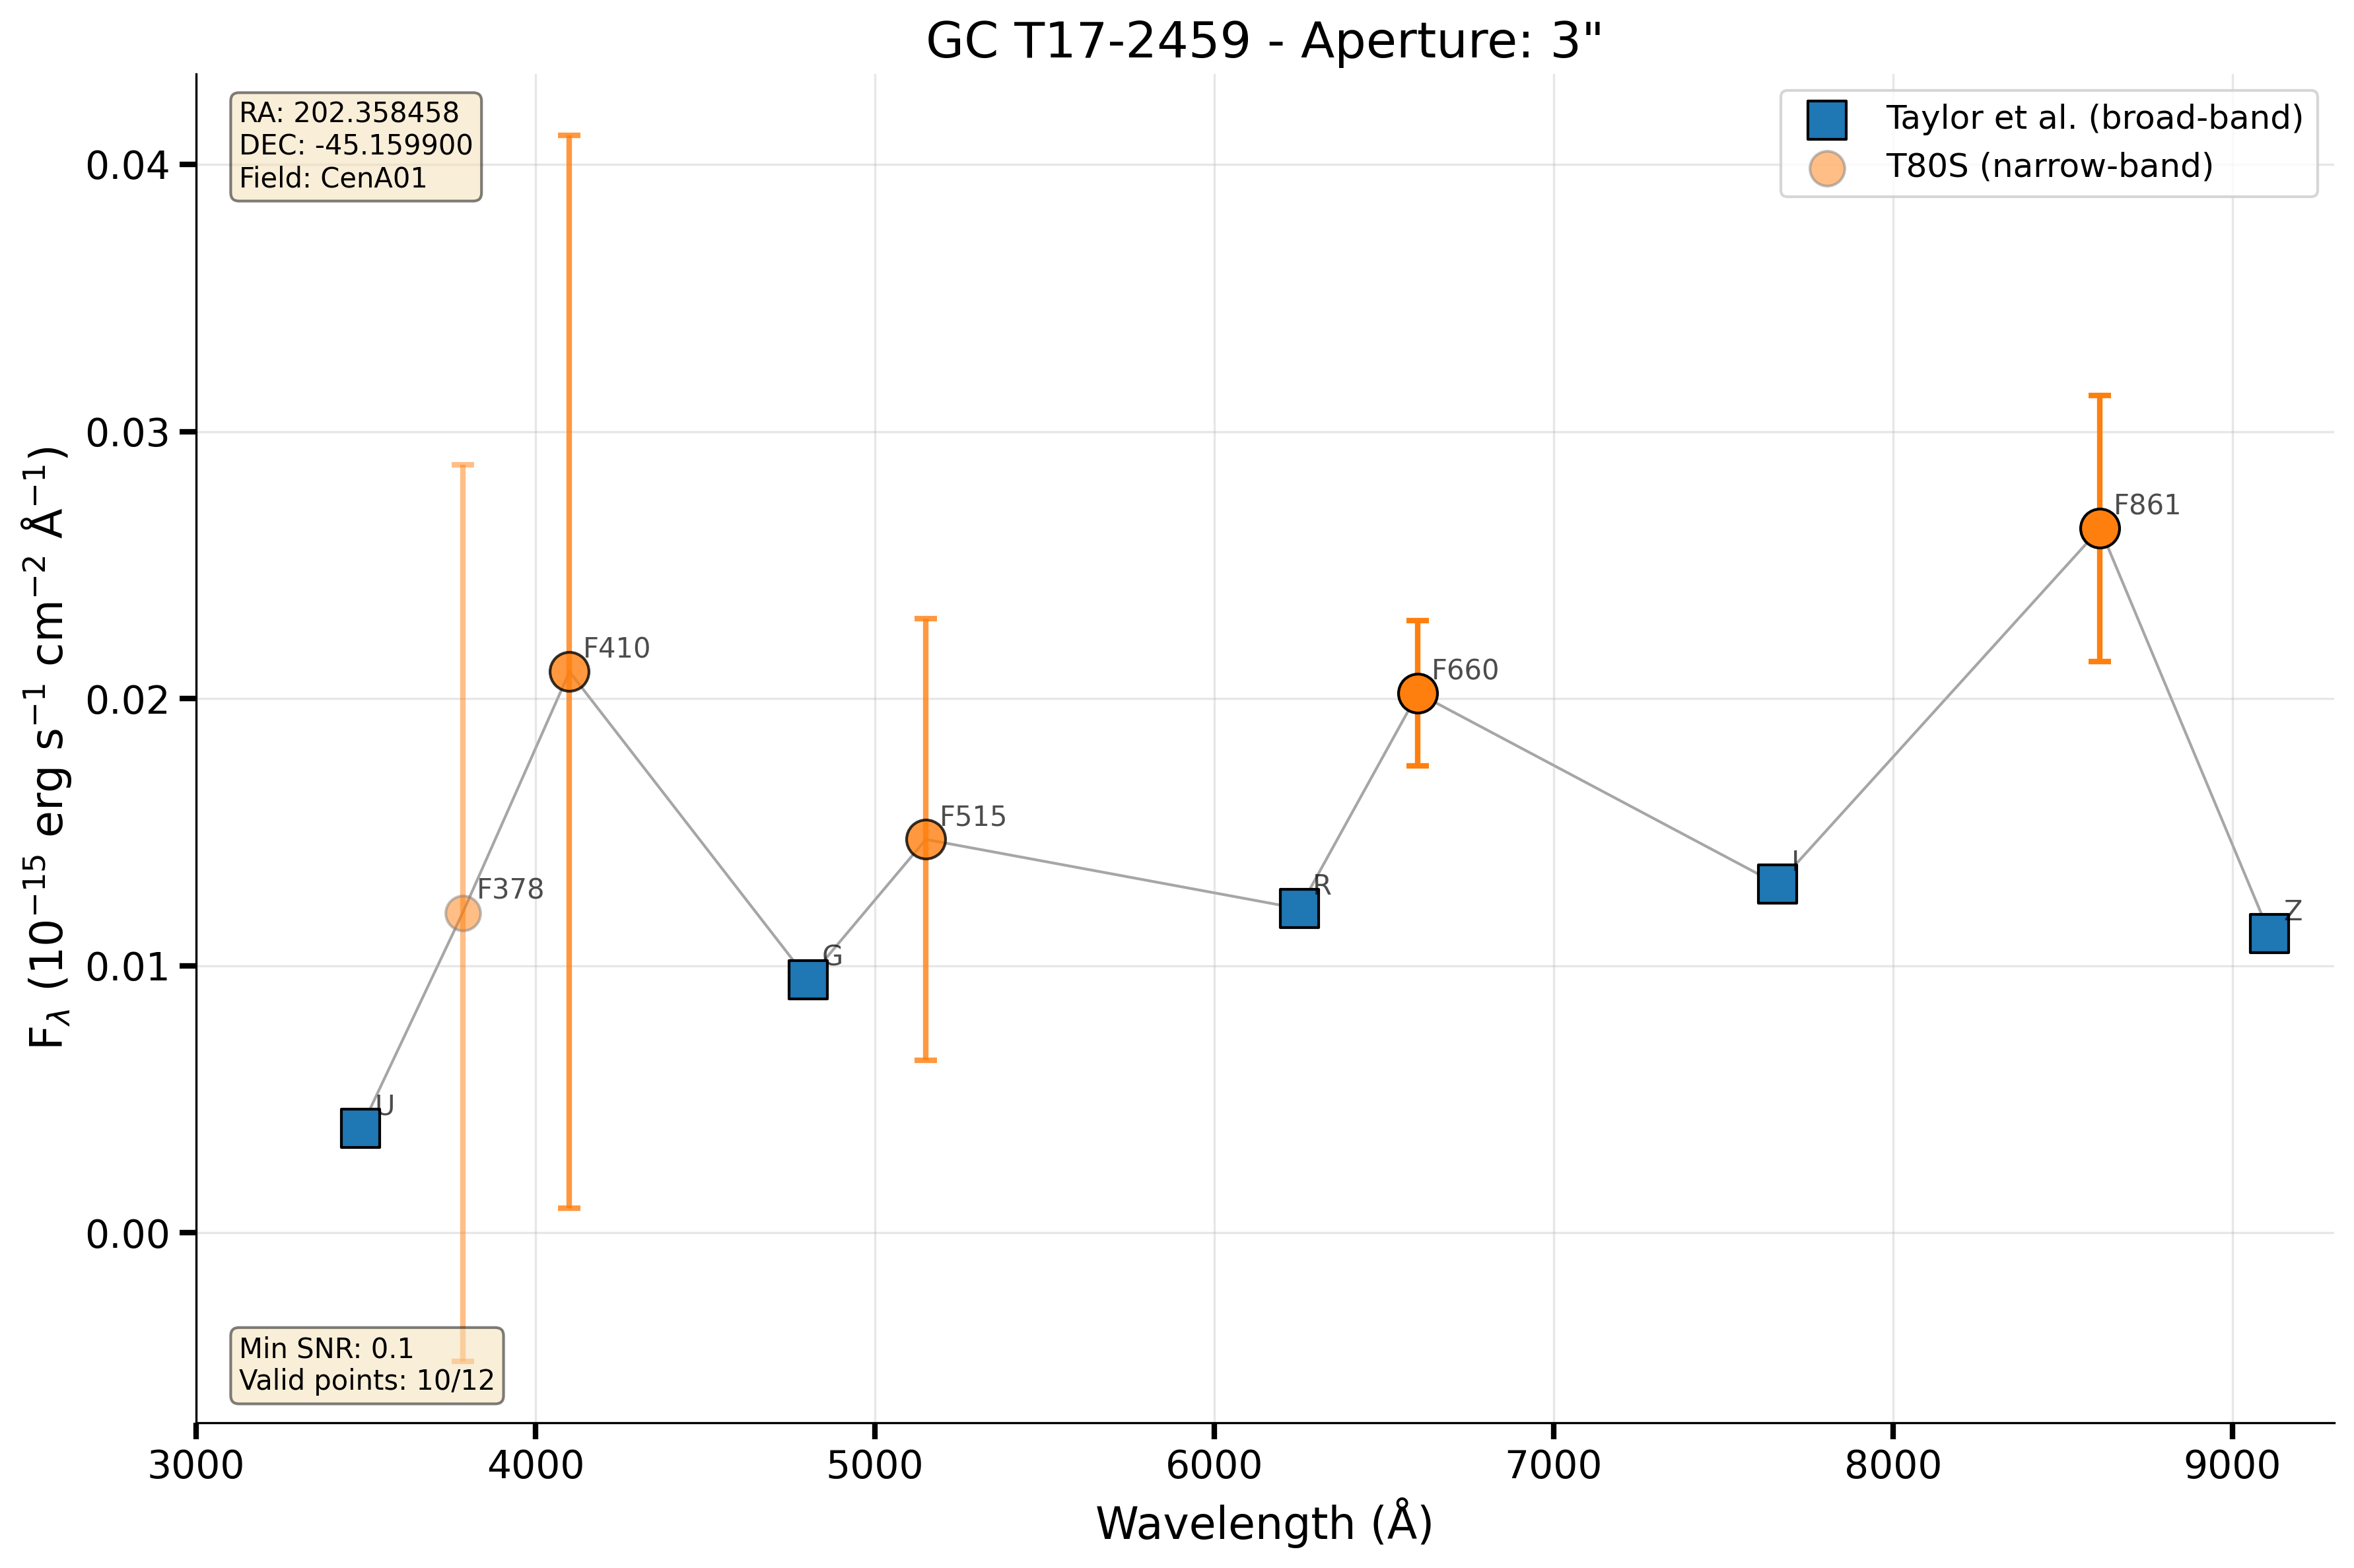 GC T17-2459 - Aperture: 3"
RA: 202.358458
DEC: -45.159900
Field: CenA01
Taylor et al. (broad-band)
T80S (narrow-band)
0.04
0.03
0.02
0.01
0.00
F861
F410
F660
F515
F378
R
I
Z
G
U
Min SNR: 0.1
Valid points: 10/12
3000 4000 5000 6000 7000 8000 9000
Wavelength (Å)
F_λ (10⁻¹⁵ erg s⁻¹ cm⁻² Å⁻¹)